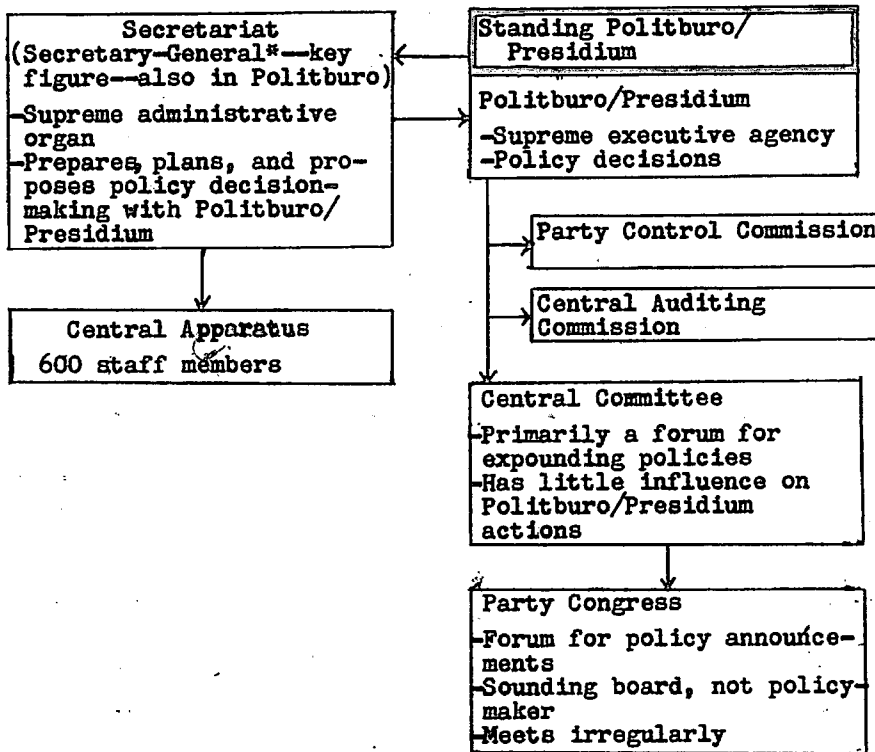 Secretariat
(Secretary-General*--key
figure--also in Politburo)
-Supreme administrative
organ
-Prepares, plans, and pro-
poses policy decision-
making with Politburo/
Presidium
Central Apparatus
600 staff members
Standing Politburo/
Presidium
Politburo/Presidium
-Supreme executive agency
-Policy decisions
Party Control Commission
Central Auditing
Commission
Central Committee
-Primarily a forum for
expounding policies
-Has little influence on
Politburo/Presidium
actions
Party Congress
-Forum for policy announce-
ments
-Sounding board, not policy-
maker
-Meets irregularly